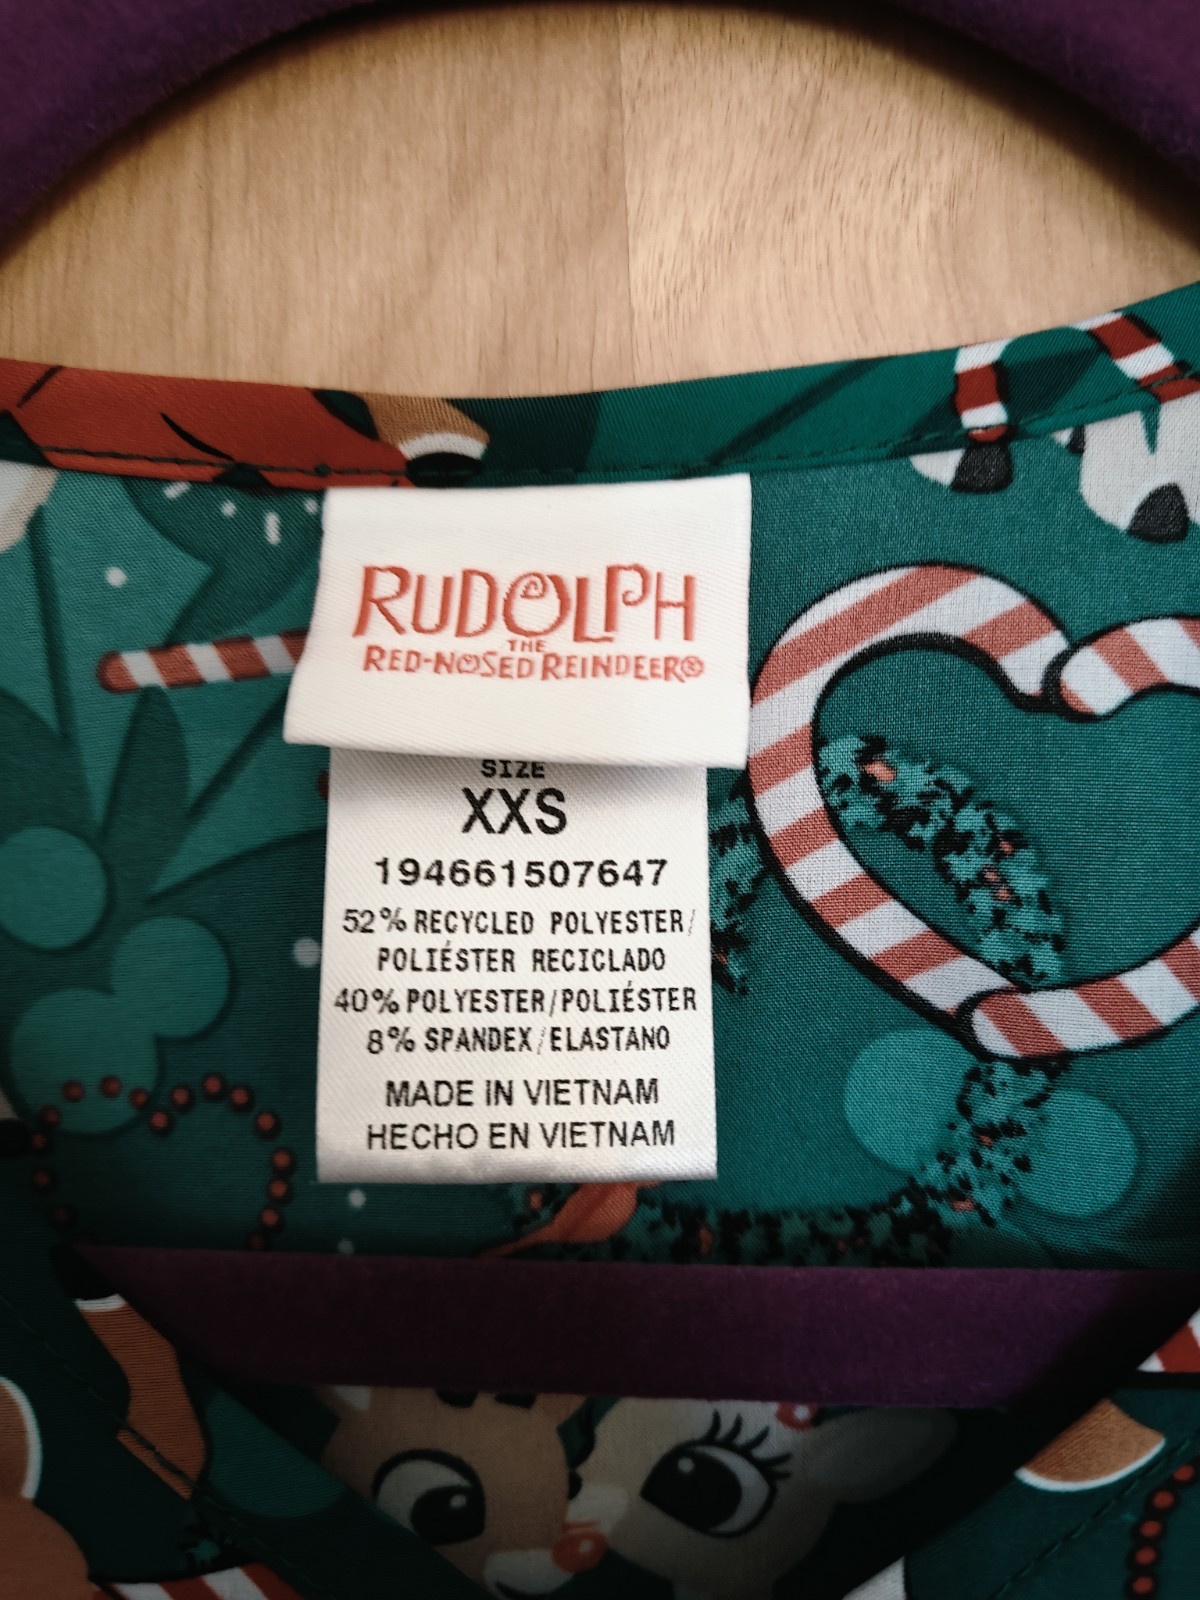 RUDOLPH
THE
RED-NOSED REINDEER®
SIZE
XXS
194661507647
52% RECYCLED POLYESTER/
POLIÉSTER RECICLADO
40% POLYESTER/POLIÉSTER
8% SPANDEX/ELASTANO
MADE IN VIETNAM
HECHO EN VIETNAM